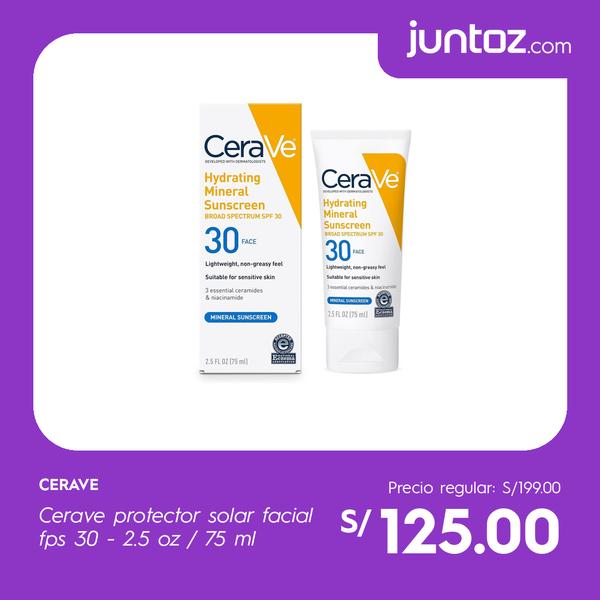 juntoz.com
CeraVe
DEVELOPED WITH DERMATOLOGISTS
Hydrating
Mineral
Sunscreen
BROAD SPECTRUM SPF 30
30 FACE
Lightweight, non-greasy feel
Suitable for sensitive skin
3 essential ceramides
& niacinamide
MINERAL SUNSCREEN
2.5 FL OZ (75 ml)
CeraVe
DEVELOPED WITH DERMATOLOGISTS
Hydrating
Mineral
Sunscreen
BROAD SPECTRUM SPF 30
30 FACE
Lightweight, non-greasy feel
Suitable for sensitive skin
3 essential ceramides & niacinamide
MINERAL SUNSCREEN
2.5 FL OZ (75 ml)
CERAVE
Cerave protector solar facial
fps 30 - 2.5 oz / 75 ml
Precio regular: S/199.00
S/125.00